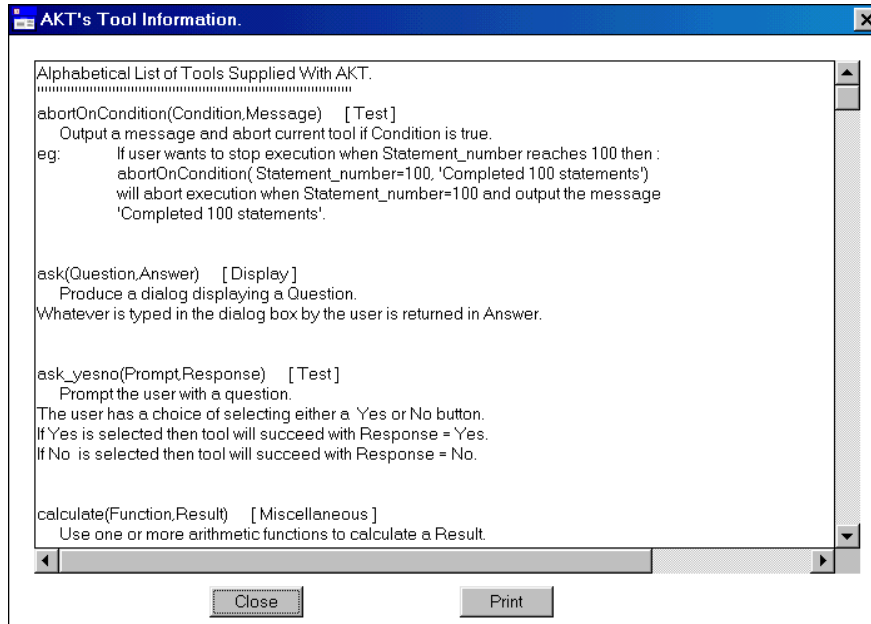 AKT's Tool Information.
Alphabetical List of Tools Supplied With AKT.
abortOnCondition(Condition,Message) [ Test ]
Output a message and abort current tool if Condition is true.
eg: If user wants to stop execution when Statement_number reaches 100 then :
abortOnCondition( Statement_number=100, 'Completed 100 statements')
will abort execution when Statement_number=100 and output the message
'Completed 100 statements'.
ask(Question,Answer) [ Display ]
Produce a dialog displaying a Question.
Whatever is typed in the dialog box by the user is returned in Answer.
ask_yesno(Prompt,Response) [ Test ]
Prompt the user with a question.
The user has a choice of selecting either a Yes or No button.
If Yes is selected then tool will succeed with Response = Yes.
If No is selected then tool will succeed with Response = No.
calculate(Function,Result) [ Miscellaneous ]
Use one or more arithmetic functions to calculate a Result.
Close Print